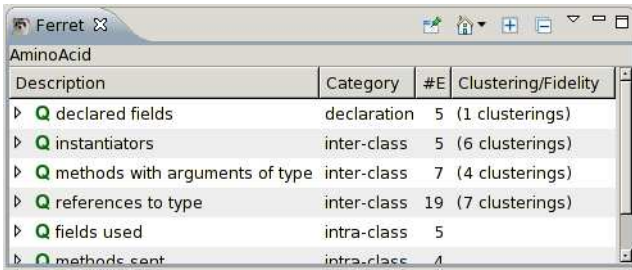 Ferret
AminoAcid
Description Category #E Clustering/Fidelity
Q declared fields declaration 5 (1 clusterings)
Q instantiators inter-class 5 (6 clusterings)
Q methods with arguments of type inter-class 7 (4 clusterings)
Q references to type inter-class 19 (7 clusterings)
Q fields used intra-class 5
Q methods sent intra-class 4